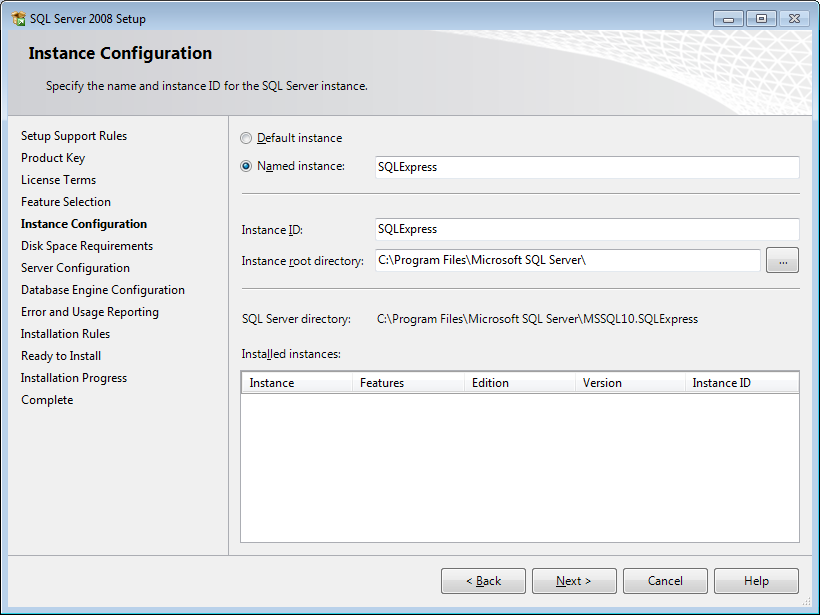 SQL Server 2008 Setup
Instance Configuration
Specify the name and instance ID for the SQL Server instance.
Setup Support Rules
Product Key
License Terms
Feature Selection
Instance Configuration
Disk Space Requirements
Server Configuration
Database Engine Configuration
Error and Usage Reporting
Installation Rules
Ready to Install
Installation Progress
Complete
Default instance
Named instance: SQLExpress
Instance ID: SQLExpress
Instance root directory: C:\Program Files\Microsoft SQL Server\ ...
SQL Server directory: C:\Program Files\Microsoft SQL Server\MSSQL10.SQLExpress
Installed instances:
Instance Features Edition Version Instance ID
< Back Next > Cancel Help